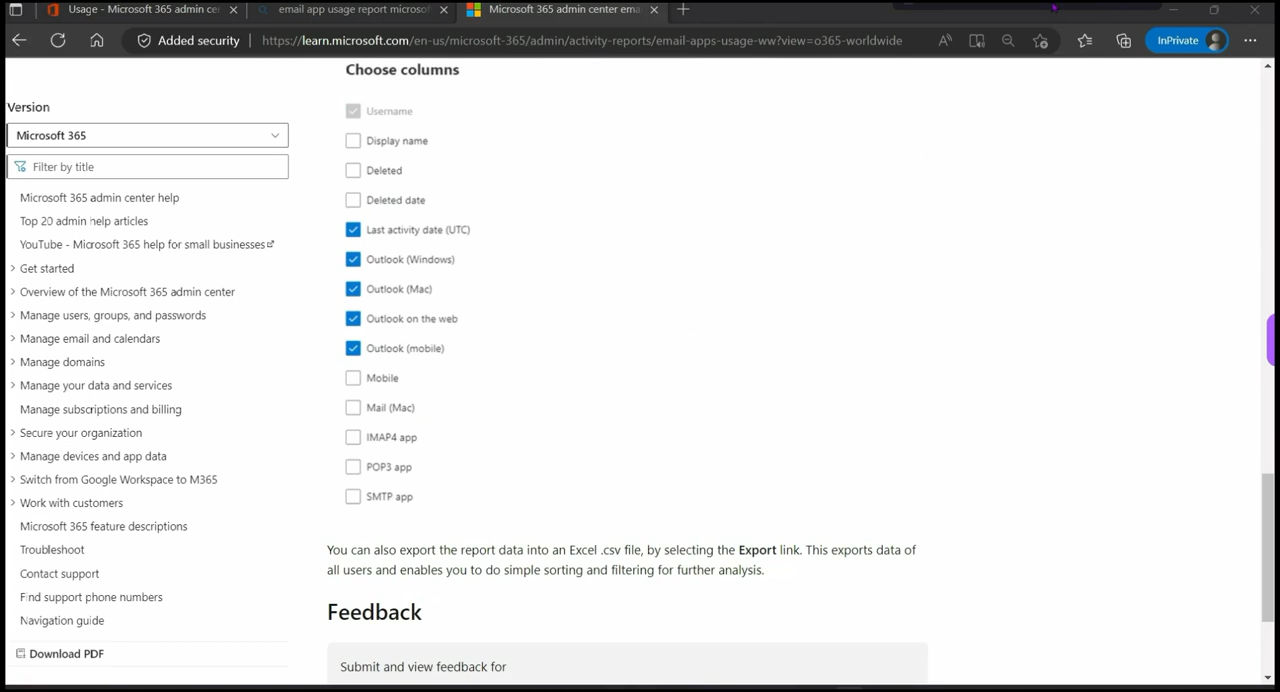 Usage - Microsoft 365 admin cer
email app usage report microsof
Microsoft 365 admin center ema
Added security
https://learn.microsoft.com/en-us/microsoft-365/admin/activity-reports/email-apps-usage-ww?view=o365-worldwide
InPrivate
Version
Microsoft 365
Filter by title
Microsoft 365 admin center help
Top 20 admin help articles
YouTube - Microsoft 365 help for small businesses
Get started
Overview of the Microsoft 365 admin center
Manage users, groups, and passwords
Manage email and calendars
Manage domains
Manage your data and services
Manage subscriptions and billing
Secure your organization
Manage devices and app data
Switch from Google Workspace to M365
Work with customers
Microsoft 365 feature descriptions
Troubleshoot
Contact support
Find support phone numbers
Navigation guide
Download PDF
Choose columns
Username
Display name
Deleted
Deleted date
Last activity date (UTC)
Outlook (Windows)
Outlook (Mac)
Outlook on the web
Outlook (mobile)
Mobile
Mail (Mac)
IMAP4 app
POP3 app
SMTP app
You can also export the report data into an Excel .csv file, by selecting the Export link. This exports data of
all users and enables you to do simple sorting and filtering for further analysis.
Feedback
Submit and view feedback for